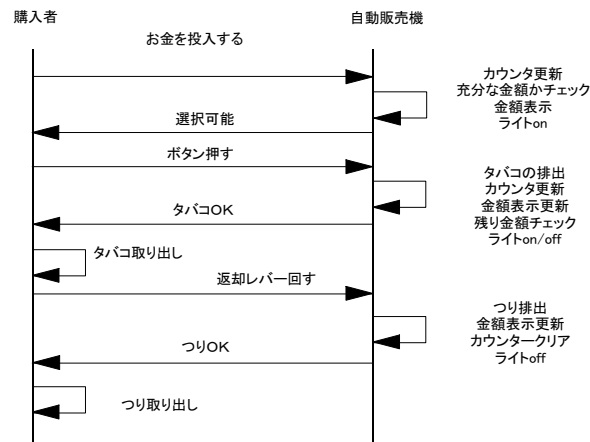 購入者
自動販売機
お金を投入する
カウンタ更新
充分な金額かチェック
金額表示
ライトon
選択可能
ボタン押す
タバコの排出
カウンタ更新
金額表示更新
残り金額チェック
ライトon/off
タバコOK
タバコ取り出し
返却レバー回す
つり排出
金額表示更新
カウンタークリア
ライトoff
つりOK
つり取り出し